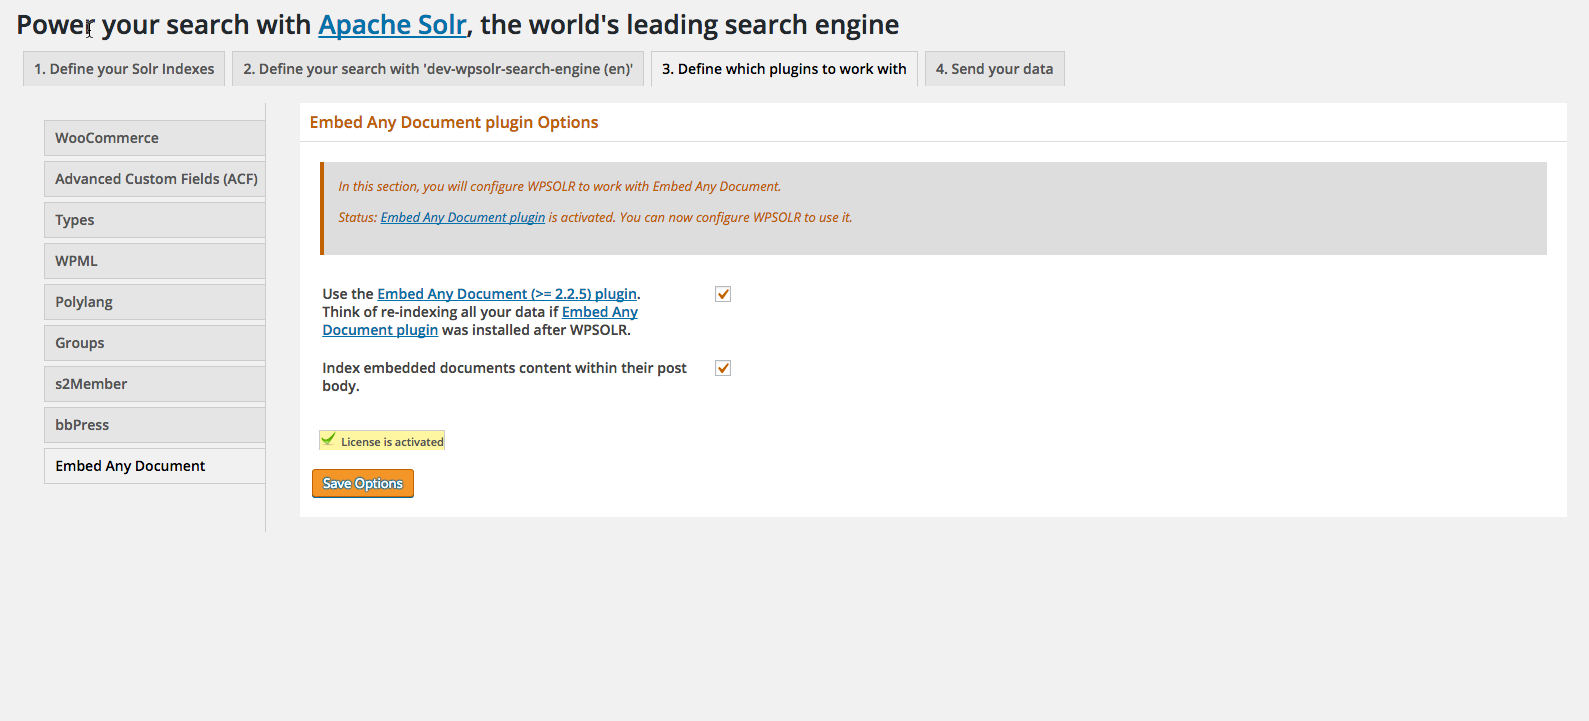 Power your search with Apache Solr, the world's leading search engine
1. Define your Solr Indexes
2. Define your search with 'dev-wpsolr-search-engine (en)'
3. Define which plugins to work with
4. Send your data
WooCommerce
Advanced Custom Fields (ACF)
Types
WPML
Polylang
Groups
s2Member
bbPress
Embed Any Document
Embed Any Document plugin Options
In this section, you will configure WPSOLR to work with Embed Any Document.
Status: Embed Any Document plugin is activated. You can now configure WPSOLR to use it.
Use the Embed Any Document (>= 2.2.5) plugin.
Think of re-indexing all your data if Embed Any
Document plugin was installed after WPSOLR.
Index embedded documents content within their post
body.
License is activated
Save Options